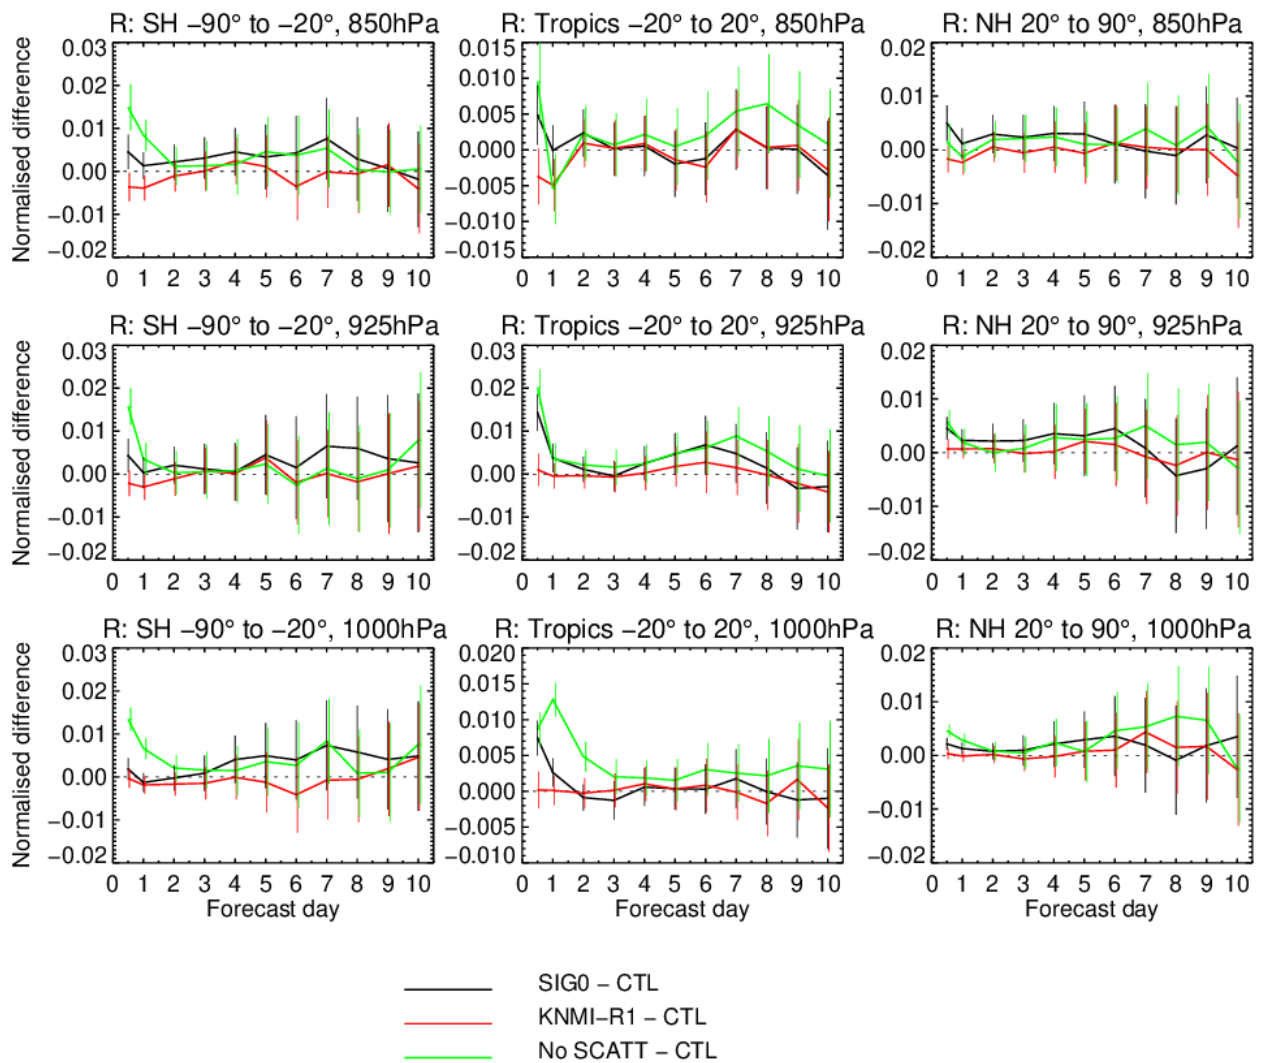 R: SH −90° to −20°, 850hPa
R: Tropics −20° to 20°, 850hPa
R: NH 20° to 90°, 850hPa
Normalised difference
0.03
0.02
0.01
0.00
−0.01
−0.02
0 1 2 3 4 5 6 7 8 9 10
0.015
0.010
0.005
0.000
−0.005
−0.010
−0.015
0 1 2 3 4 5 6 7 8 9 10
0.02
0.01
0.00
−0.01
−0.02
0 1 2 3 4 5 6 7 8 9 10
R: SH −90° to −20°, 925hPa
R: Tropics −20° to 20°, 925hPa
R: NH 20° to 90°, 925hPa
Normalised difference
0.03
0.02
0.01
0.00
−0.01
−0.02
0 1 2 3 4 5 6 7 8 9 10
0.03
0.02
0.01
0.00
−0.01
−0.02
0 1 2 3 4 5 6 7 8 9 10
0.02
0.01
0.00
−0.01
−0.02
0 1 2 3 4 5 6 7 8 9 10
R: SH −90° to −20°, 1000hPa
R: Tropics −20° to 20°, 1000hPa
R: NH 20° to 90°, 1000hPa
Normalised difference
0.03
0.02
0.01
0.00
−0.01
−0.02
0 1 2 3 4 5 6 7 8 9 10
Forecast day
0.020
0.015
0.010
0.005
0.000
−0.005
−0.010
0 1 2 3 4 5 6 7 8 9 10
Forecast day
0.02
0.01
0.00
−0.01
−0.02
0 1 2 3 4 5 6 7 8 9 10
Forecast day
SIG0 − CTL
KNMI−R1 − CTL
No SCATT − CTL